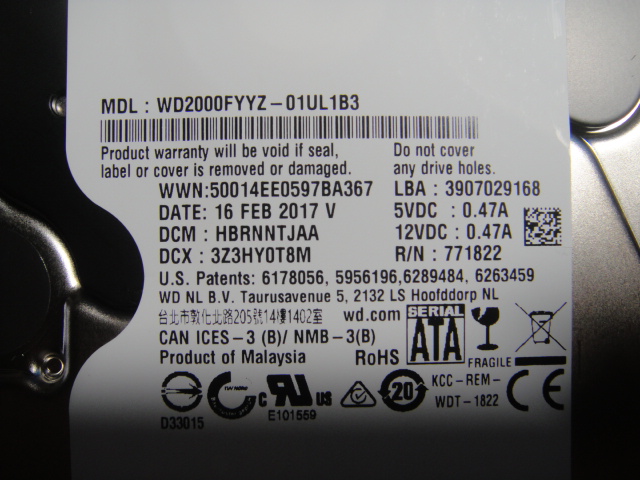 MDL : WD2000FYYZ-01UL1B3
Product warranty will be void if seal,
label or cover is removed or damaged.
Do not cover
any drive holes.
WWN:50014EE0597BA367 LBA : 3907029168
DATE: 16 FEB 2017 V 5VDC : 0.47A
DCM : HBRNNTJAA 12VDC : 0.47A
DCX : 3Z3HY0T8M R/N : 771822
U.S. Patents: 6178056, 5956196,6289484, 6263459
WD NL B.V. Taurusavenue 5, 2132 LS Hoofddorp NL
台北市敦化北路205號14樓1402室 wd.com
CAN ICES-3 (B)/ NMB-3(B)
Product of Malaysia RoHS
SERIAL
ATA
FRAGILE
D33015
c UL US
E101559
20
KCC-REM-
WDT-1822
CE